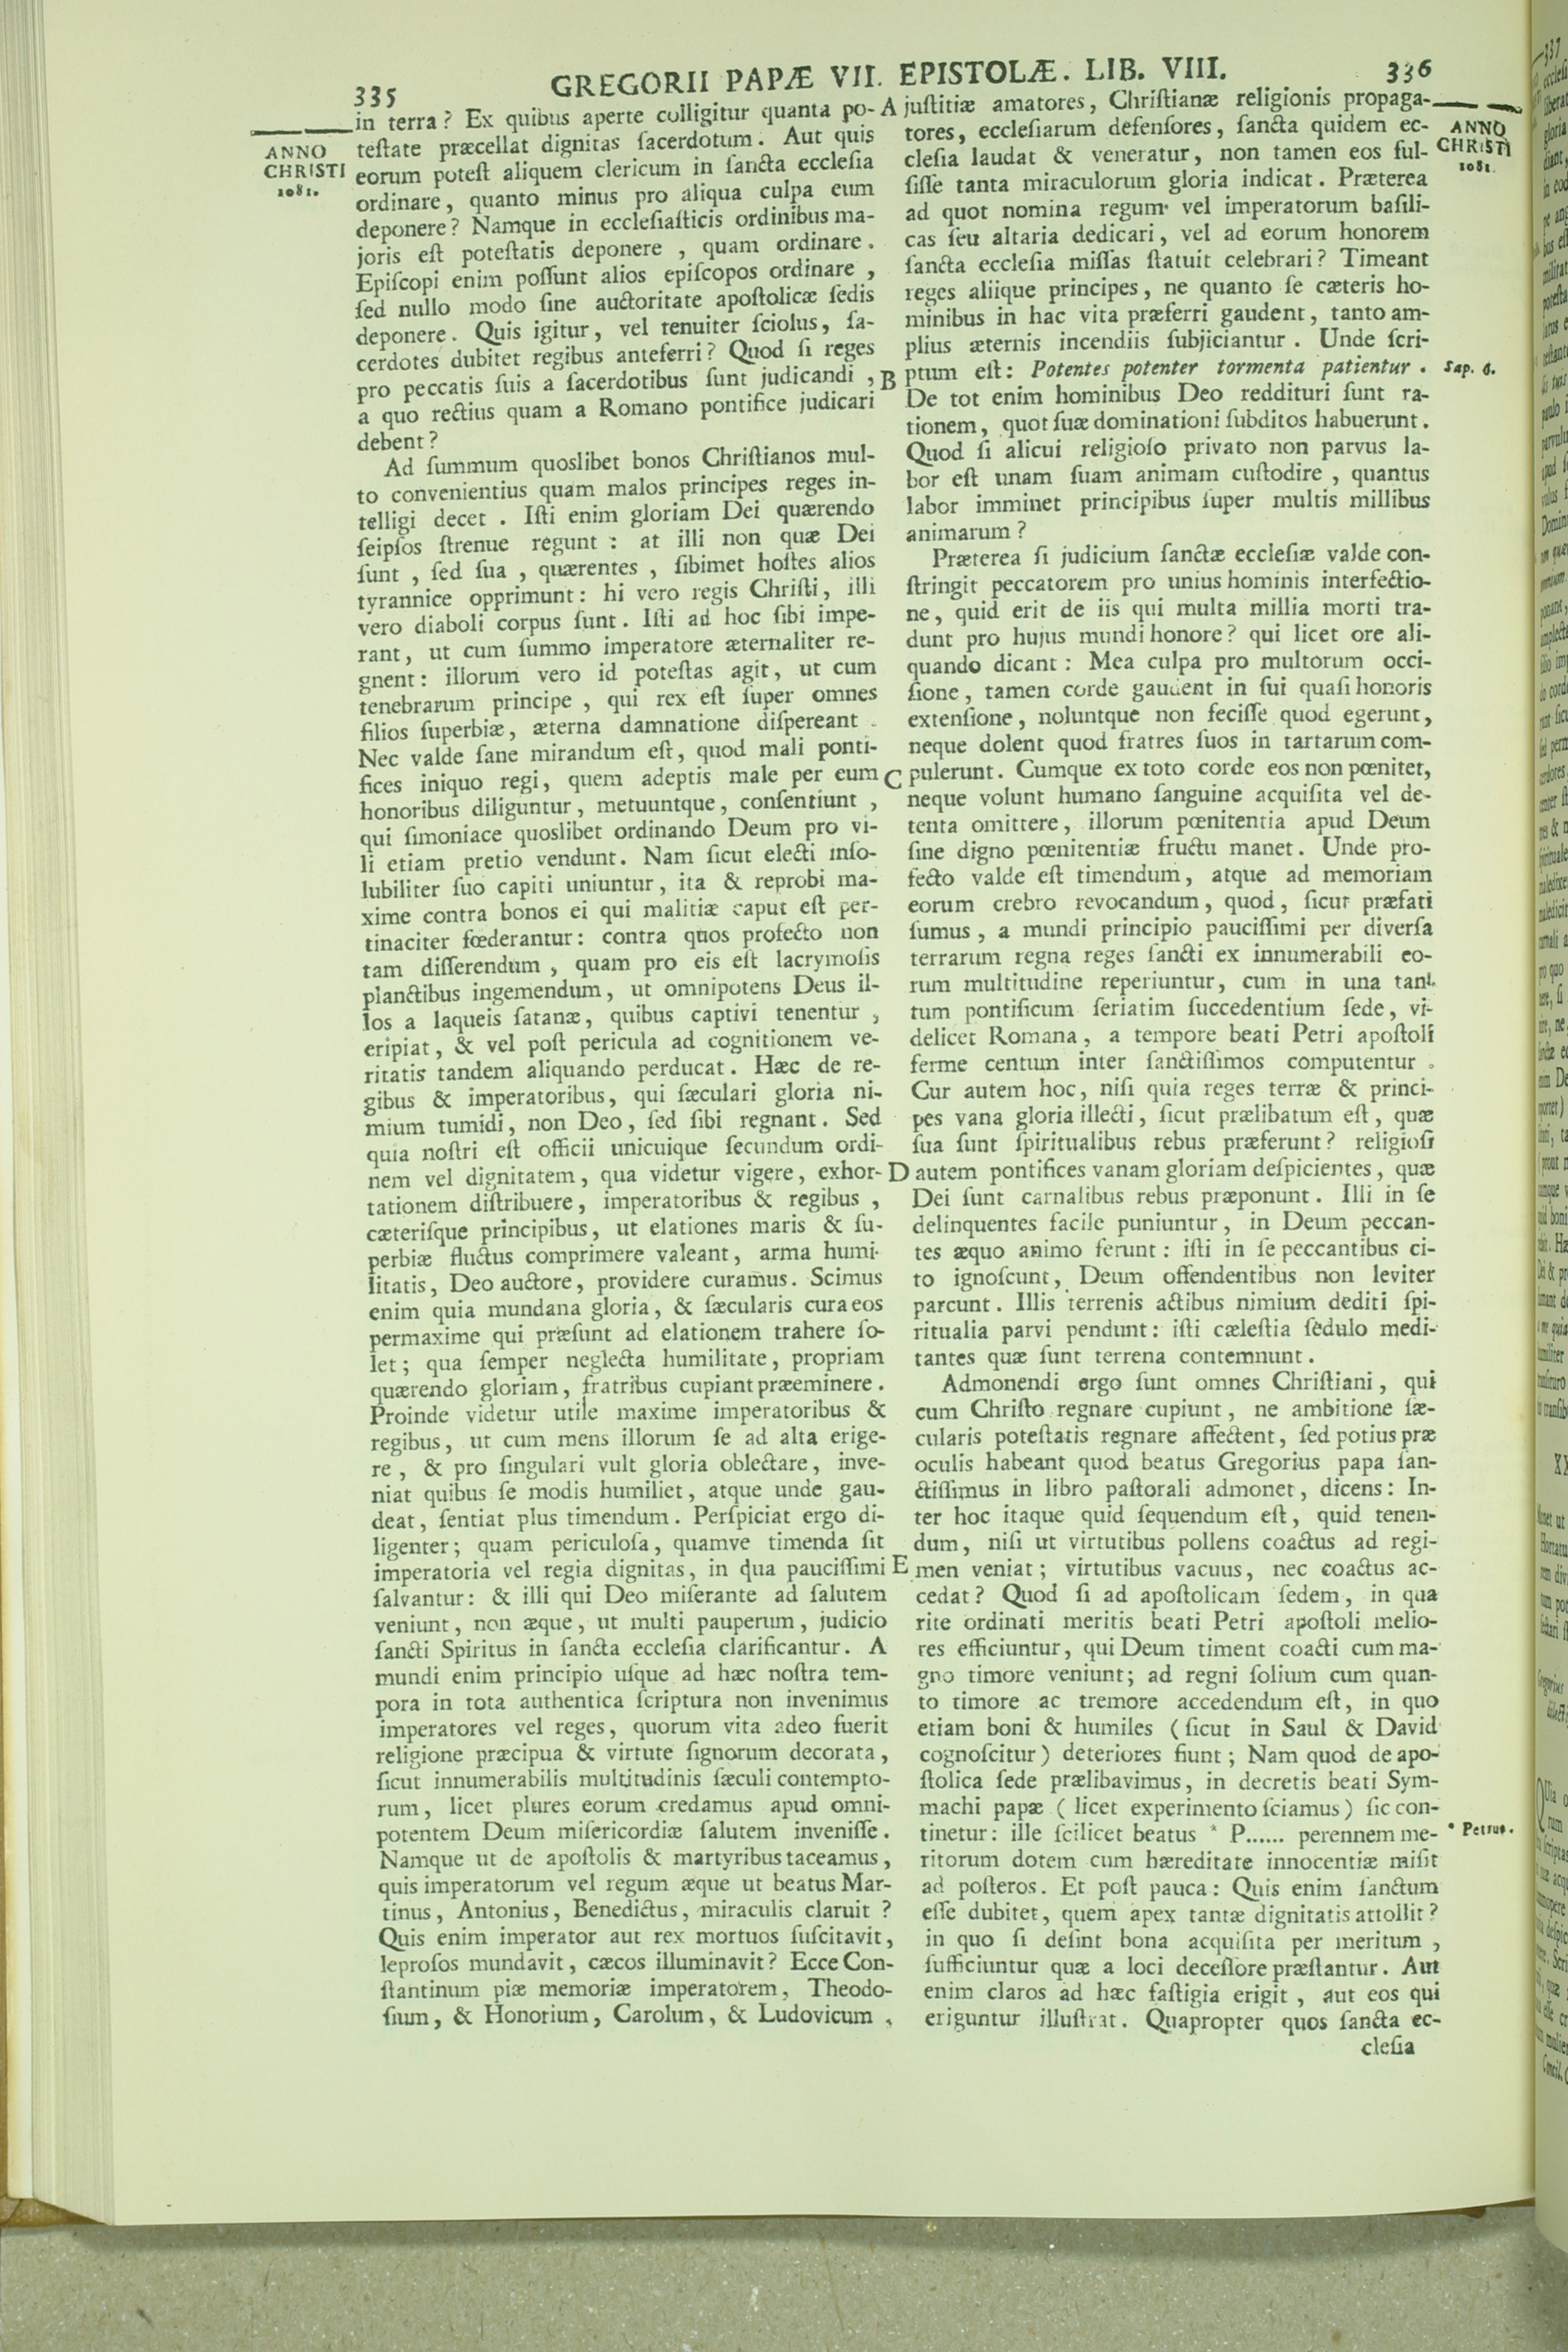 335
GREGORII PAPÆ VII. EPISTOLÆ. LIB. VIII.
336
ANNO
CHRISTI
1081.
in terra? Ex quibus aperte colligitur quanta po-
teſtate præcellat dignitas ſacerdotum. Aut quis
eorum poteſt aliquem clericum in ſancta eccleſia
ordinare, quanto minus pro aliqua culpa eum
deponere? Namque in eccleſiaſticis ordinibus ma-
joris eſt poteſtatis deponere, quam ordinare.
Epiſcopi enim poſſunt alios epiſcopos ordinare,
ſed nullo modo ſine auctoritate apoſtolicæ ſedis
deponere. Quis igitur, vel tenuiter ſciolus, ſa-
cerdotes dubitet regibus anteferri? Quod ſi reges
pro peccatis ſuis a ſacerdotibus ſunt judicandi,
a quo rectius quam a Romano pontifice judicari
debent?
Ad ſummum quoslibet bonos Chriſtianos mul-
to convenientius quam malos principes reges in-
telligi decet. Iſti enim gloriam Dei quærendo
ſeipſos ſtrenue regunt: at illi non quæ Dei
ſunt, ſed ſua, quærentes, ſibimet hoſtes alios
tyrannice opprimunt: hi vero regis Chriſti, illi
vero diaboli corpus ſunt. Iſti ad hoc ſibi impe-
rant, ut cum ſummo imperatore æternaliter re-
gnent: illorum vero id poteſtas agit, ut cum
tenebrarum principe, qui rex eſt ſuper omnes
filios ſuperbiæ, æterna damnatione diſpereant.
Nec valde ſane mirandum eſt, quod mali ponti-
fices iniquo regi, quem adeptis male per eum
honoribus diliguntur, metuuntque, conſentiunt,
qui ſimoniace quoslibet ordinando Deum pro vi-
li etiam pretio vendunt. Nam ſicut electi inſo-
lubiliter ſuo capiti uniuntur, ita & reprobi ma-
xime contra bonos ei qui malitiæ caput eſt per-
tinaciter fœderantur: contra quos profecto non
tam differendum, quam pro eis eſt lacrymoſis
planctibus ingemendum, ut omnipotens Deus il-
los a laqueis ſatanæ, quibus captivi tenentur,
eripiat, & vel poſt pericula ad cognitionem ve-
ritatis tandem aliquando perducat. Hæc de re-
gibus & imperatoribus, qui ſæculari gloria ni-
mium tumidi, non Deo, ſed ſibi regnant. Sed
quia noſtri eſt officii unicuique ſecundum ordi-
nem vel dignitatem, qua videtur vigere, exhor-
tationem diſtribuere, imperatoribus & regibus,
cæteriſque principibus, ut elationes maris & ſu-
perbiæ fluctus comprimere valeant, arma humi-
litatis, Deo auctore, providere curamus. Scimus
enim quia mundana gloria, & ſæcularis cura eos
permaxime qui præſunt ad elationem trahere ſo-
let; qua ſemper neglecta humilitate, propriam
quærendo gloriam, fratribus cupiant præeminere.
Proinde videtur utile maxime imperatoribus &
regibus, ut cum mens illorum ſe ad alta erige-
re, & pro ſingulari vult gloria oblectare, inve-
niat quibus ſe modis humiliet, atque unde gau-
deat, ſentiat plus timendum. Perſpiciat ergo di-
ligenter; quam periculoſa, quamve timenda ſit
imperatoria vel regia dignitas, in qua pauciſſimi
ſalvantur: & illi qui Deo miſerante ad ſalutem
veniunt, non æque, ut multi pauperum, judicio
ſancti Spiritus in ſancta eccleſia clarificantur. A
mundi enim principio uſque ad hæc noſtra tem-
pora in tota authentica ſcriptura non invenimus
imperatores vel reges, quorum vita adeo fuerit
religione præcipua & virtute ſignorum decorata,
ſicut innumerabilis multitudinis ſæculi contempto-
rum, licet plures eorum credamus apud omni-
potentem Deum miſericordiæ ſalutem inveniſſe.
Namque ut de apoſtolis & martyribus taceamus,
quis imperatorum vel regum æque ut beatus Mar-
tinus, Antonius, Benedictus, miraculis claruit?
Quis enim imperator aut rex mortuos ſuſcitavit,
leproſos mundavit, cæcos illuminavit? Ecce Con-
ſtantinum piæ memoriæ imperatorem, Theodo-
ſium, & Honorium, Carolum, & Ludovicum,
A
B
C
D
E
juſtitiæ amatores, Chriſtianæ religionis propaga-
tores, eccleſiarum defenſores, ſancta quidem ec-
cleſia laudat & veneratur, non tamen eos ful-
ſiſſe tanta miraculorum gloria indicat. Præterea
ad quot nomina regum vel imperatorum baſili-
cas ſeu altaria dedicari, vel ad eorum honorem
ſancta eccleſia miſſas ſtatuit celebrari? Timeant
reges aliique principes, ne quanto ſe cæteris ho-
minibus in hac vita præferri gaudent, tanto am-
plius æternis incendiis ſubjiciantur. Unde ſcri-
ptum eſt: Potentes potenter tormenta patientur.
De tot enim hominibus Deo reddituri ſunt ra-
tionem, quot ſuæ dominationi ſubditos habuerunt.
Quod ſi alicui religioſo privato non parvus la-
bor eſt unam ſuam animam cuſtodire, quantus
labor imminet principibus ſuper multis millibus
animarum?
Præterea ſi judicium ſanctæ eccleſiæ valde con-
ſtringit peccatorem pro unius hominis interfectio-
ne, quid erit de iis qui multa millia morti tra-
dunt pro hujus mundi honore? qui licet ore ali-
quando dicant: Mea culpa pro multorum occi-
ſione, tamen corde gaudent in ſui quaſi honoris
extenſione, noluntque non feciſſe quod egerunt,
neque dolent quod fratres ſuos in tartarum com-
pulerunt. Cumque ex toto corde eos non pœnitet,
neque volunt humano ſanguine acquiſita vel de-
tenta omittere, illorum pœnitentia apud Deum
ſine digno pœnitentiæ fructu manet. Unde pro-
fecto valde eſt timendum, atque ad memoriam
eorum crebro revocandum, quod, ſicut præfati
ſumus, a mundi principio pauciſſimi per diverſa
terrarum regna reges ſancti ex innumerabili eo-
rum multitudine reperiuntur, cum in una tan-
tum pontificum ſeriatim ſuccedentium ſede, vi-
delicet Romana, a tempore beati Petri apoſtoli
ferme centum inter ſanctiſſimos computentur.
Cur autem hoc, niſi quia reges terræ & princi-
pes vana gloria illecti, ſicut prælibatum eſt, quæ
ſua ſunt ſpiritualibus rebus præferunt? religioſi
autem pontifices vanam gloriam deſpicientes, quæ
Dei ſunt carnalibus rebus præponunt. Illi in ſe
delinquentes facile puniuntur, in Deum peccan-
tes æquo animo ferunt: iſti in ſe peccantibus ci-
to ignoſcunt, Deum offendentibus non leviter
parcunt. Illis terrenis actibus nimium dediti ſpi-
ritualia parvi pendunt: iſti cæleſtia ſedulo medi-
tantes quæ ſunt terrena contemnunt.
Admonendi ergo ſunt omnes Chriſtiani, qui
cum Chriſto regnare cupiunt, ne ambitione ſæ-
cularis poteſtatis regnare affectent, ſed potius præ
oculis habeant quod beatus Gregorius papa ſan-
ctiſſimus in libro paſtorali admonet, dicens: In-
ter hoc itaque quid ſequendum eſt, quid tenen-
dum, niſi ut virtutibus pollens coactus ad regi-
men veniat; virtutibus vacuus, nec coactus ac-
cedat? Quod ſi ad apoſtolicam ſedem, in qua
rite ordinati meritis beati Petri apoſtoli melio-
res efficiuntur, qui Deum timent coacti cum ma-
gno timore veniunt; ad regni ſolium cum quan-
to timore ac tremore accedendum eſt, in quo
etiam boni & humiles (ſicut in Saul & David
cognoſcitur) deteriores fiunt; Nam quod de apo-
ſtolica ſede prælibavimus, in decretis beati Sym-
machi papæ (licet experimento ſciamus) ſic con-
tinetur: ille ſcilicet beatus * P...... perennem me-
ritorum dotem cum hæreditate innocentiæ miſit
ad poſteros. Et poſt pauca: Quis enim ſanctum
eſſe dubitet, quem apex tantæ dignitatis attollit?
in quo ſi deſint bona acquiſita per meritum,
ſufficiuntur quæ a loci deceſſore præſtantur. Aut
enim claros ad hæc faſtigia erigit, aut eos qui
eriguntur illuſtrat. Quapropter quos ſancta ec-
cleſia
ANNO
CHRISTI
1081.
Sap. 6.
* Petrus.